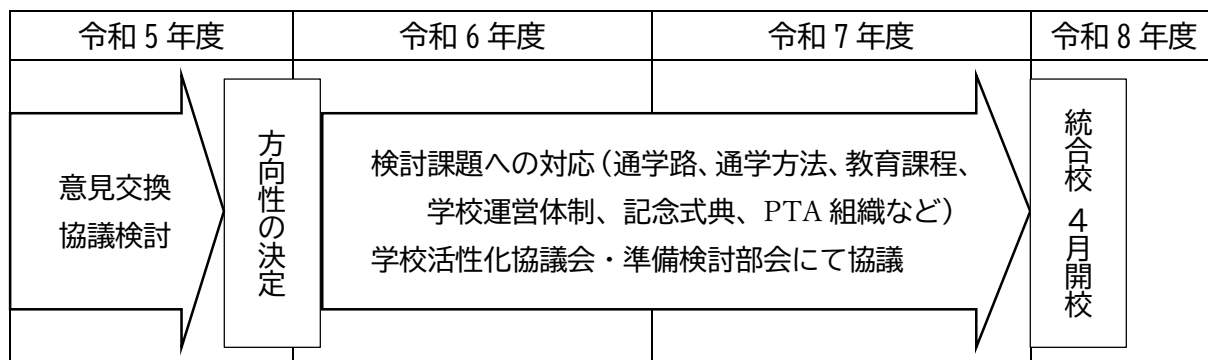 令和5年度
令和6年度
令和7年度
令和8年度
意見交換
協議検討
方向性の決定
検討課題への対応（通学路、通学方法、教育課程、
学校運営体制、記念式典、PTA組織など）
学校活性化協議会・準備検討部会にて協議
統合校 4月開校